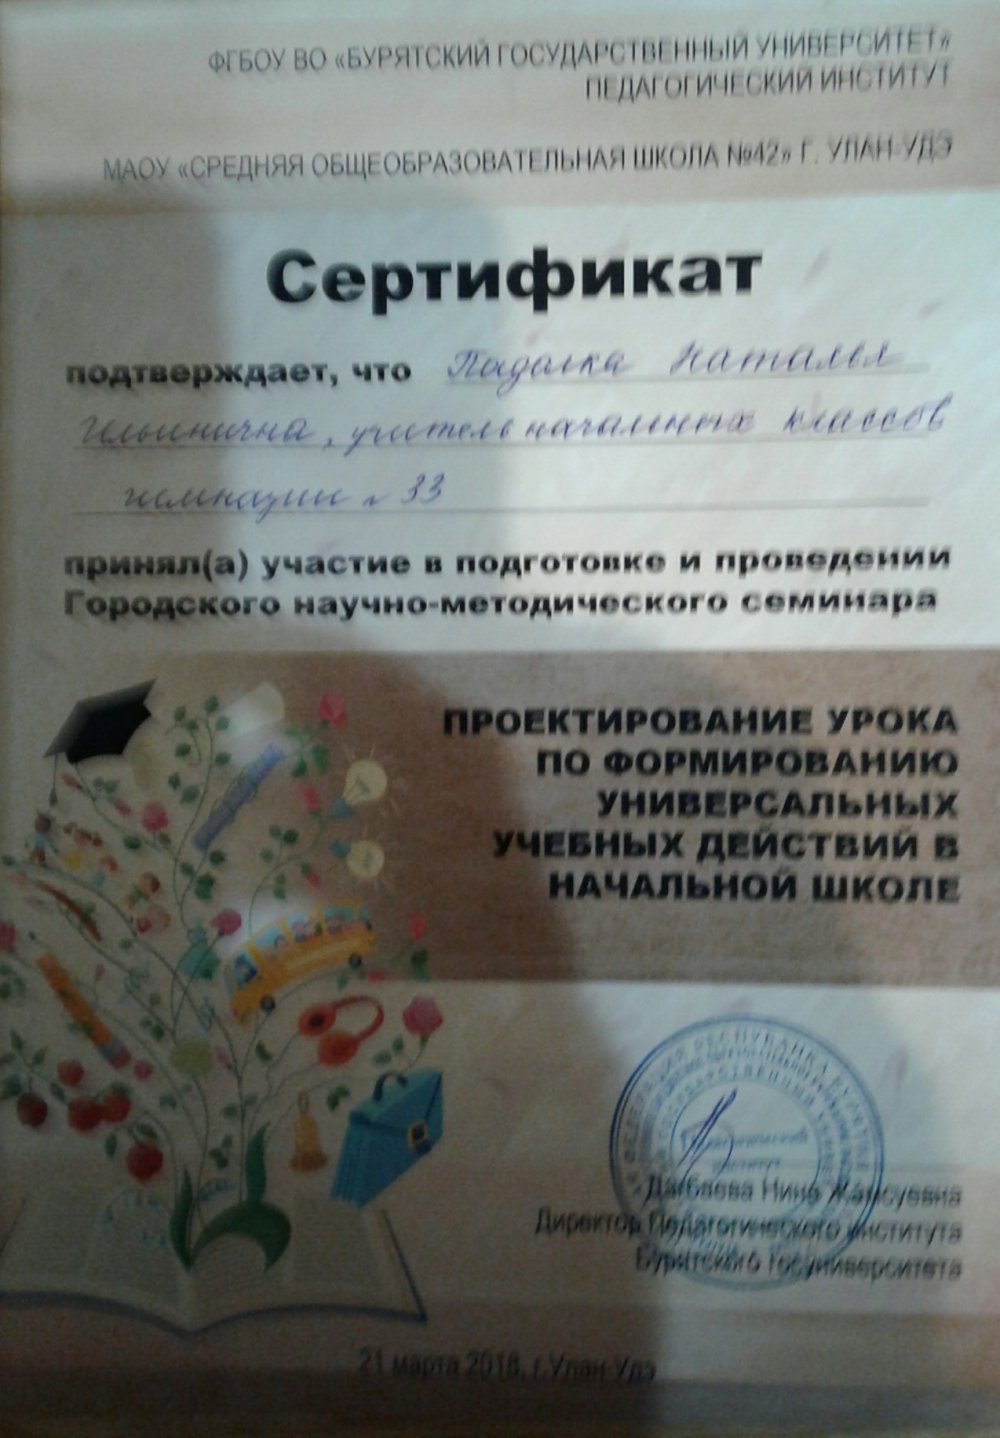 ФГБОУ ВО «БУРЯТСКИЙ ГОСУДАРСТВЕННЫЙ УНИВЕРСИТЕТ»
ПЕДАГОГИЧЕСКИЙ ИНСТИТУТ
МАОУ «СРЕДНЯЯ ОБЩЕОБРАЗОВАТЕЛЬНАЯ ШКОЛА №42» Г. УЛАН-УДЭ
Сертификат
подтверждает, что Падалка Наталья
Ильинична, учитель начальных классов
гимназии № 33
принял(а) участие в подготовке и проведении
Городского научно-методического семинара
ПРОЕКТИРОВАНИЕ УРОКА
ПО ФОРМИРОВАНИЮ
УНИВЕРСАЛЬНЫХ
УЧЕБНЫХ ДЕЙСТВИЙ В
НАЧАЛЬНОЙ ШКОЛЕ
Дагбаева Нина Жамсуевна
Директор Педагогического института
Бурятского Госуниверситета
21 марта 2018, г.Улан-Удэ